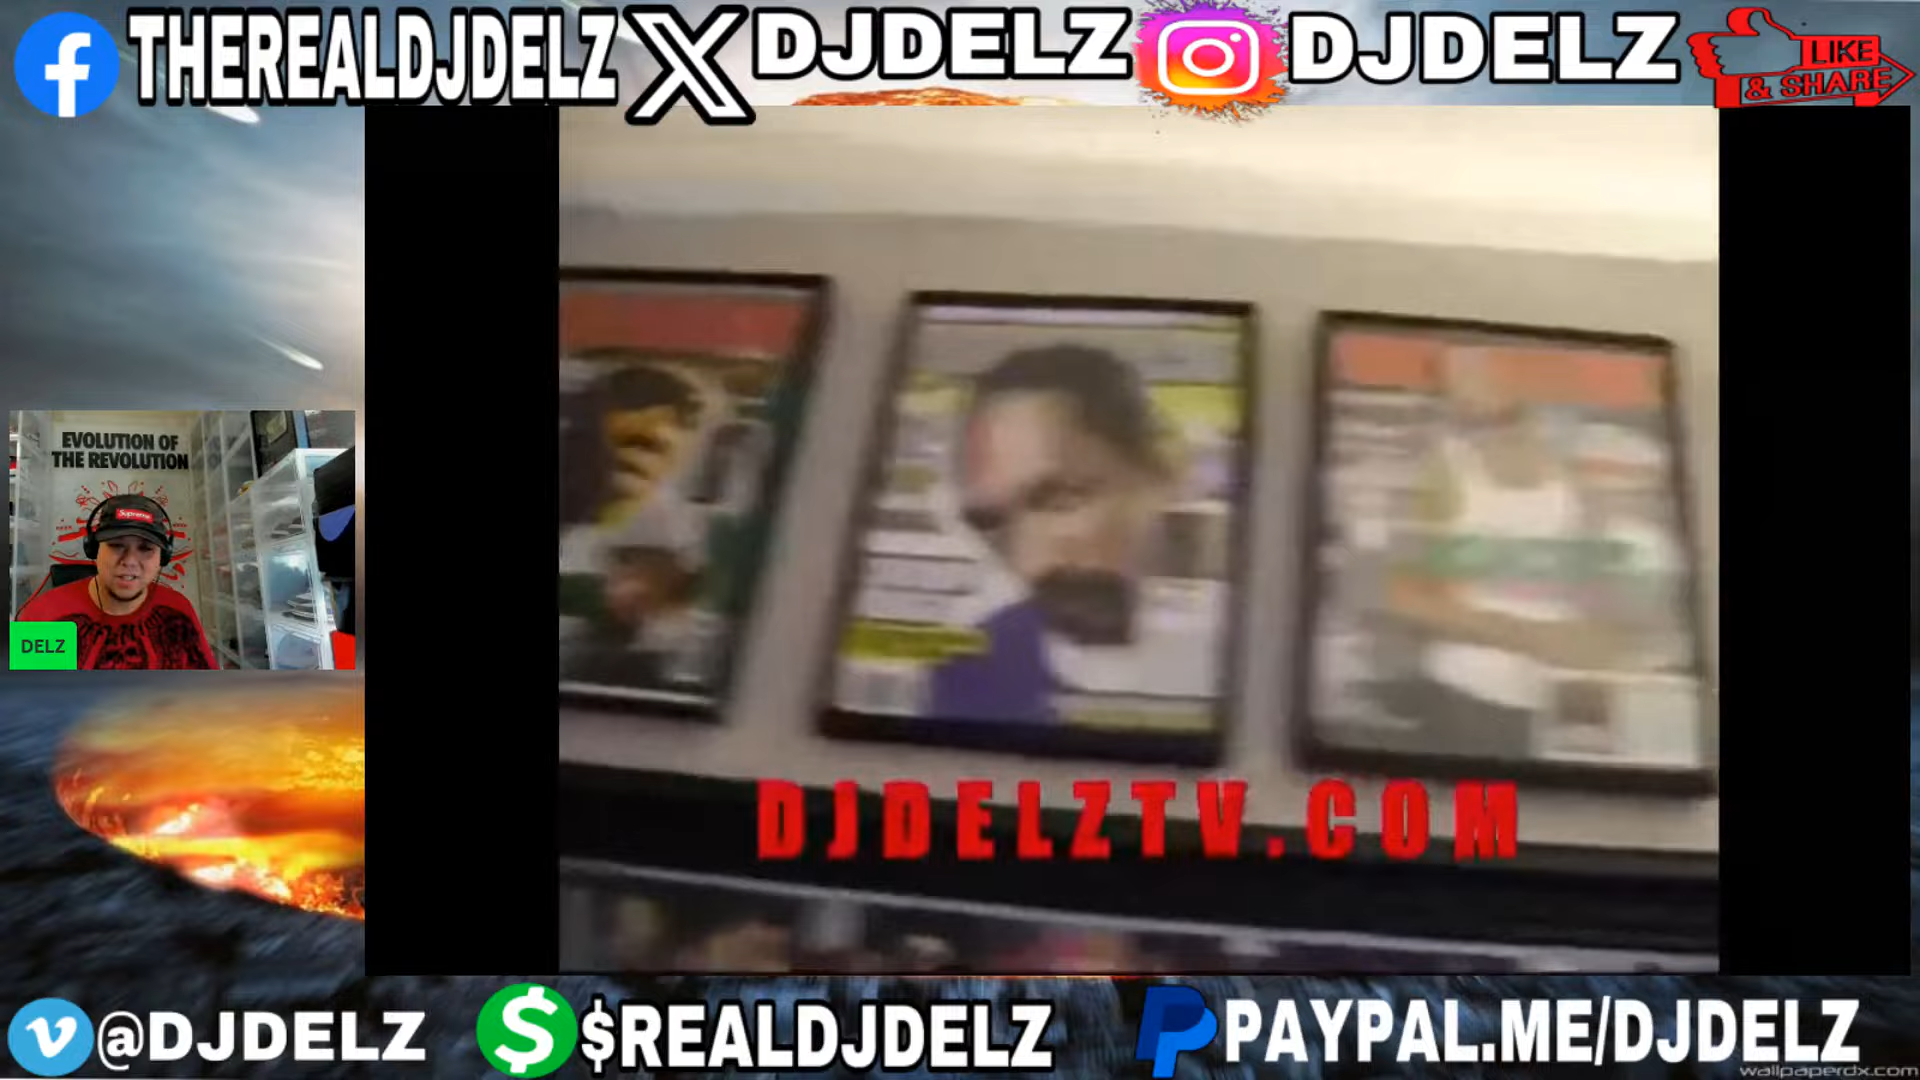 THEREALDJDELZ
DJDELZ
DJDELZ
LIKE
& SHARE
EVOLUTION OF
THE REVOLUTION
Supreme
DELZ
DJDELZTV.COM
@DJDELZ
$REALDJDELZ
PAYPAL.ME/DJDELZ
wallpaperdx.com